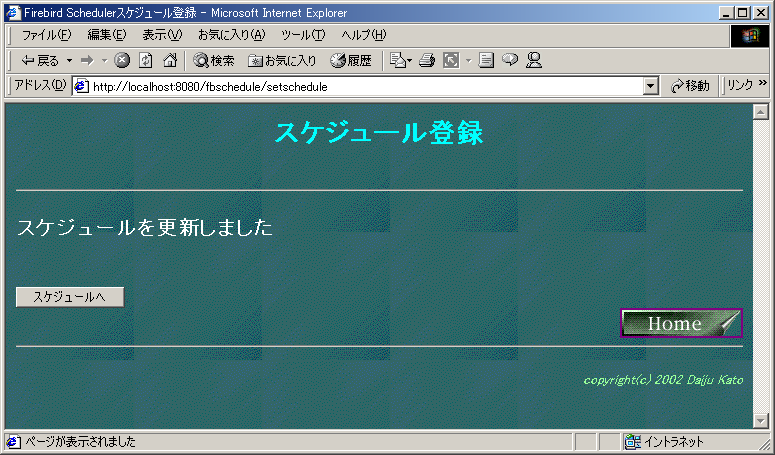 Firebird Schedulerスケジュール登録 - Microsoft Internet Explorer
ファイル(F) 編集(E) 表示(V) お気に入り(A) ツール(T) ヘルプ(H)
戻る 検索 お気に入り 履歴
アドレス(D) http://localhost:8080/fbschedule/setschedule 移動 リンク »
スケジュール登録
スケジュールを更新しました
スケジュールへ
Home
copyright(c) 2002 Daiju Kato
ページが表示されました イントラネット